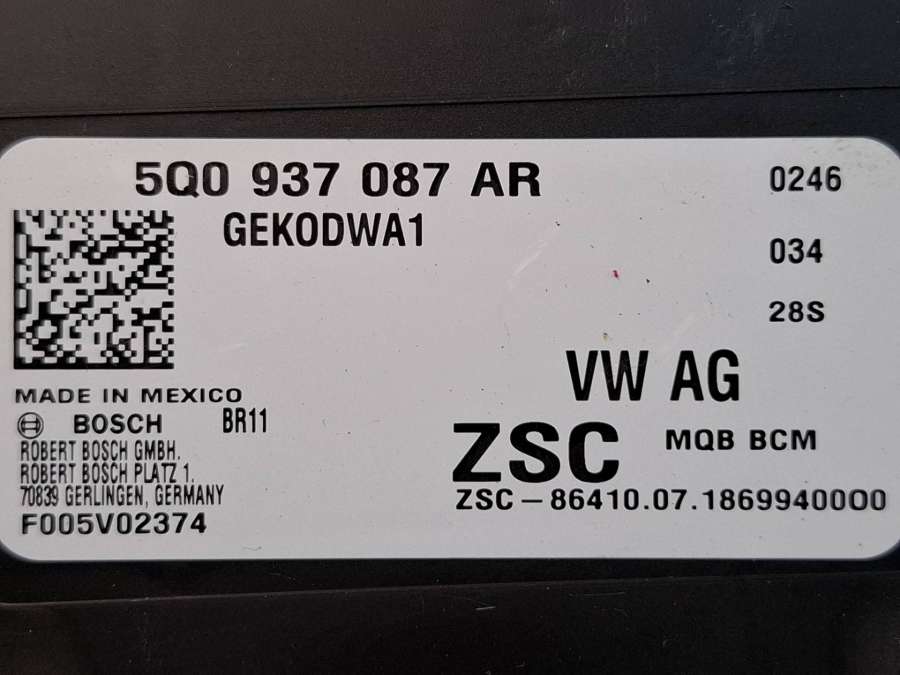 5Q0 937 087 AR 0246
GEKODWA1
034
28S
VW AG
MADE IN MEXICO
BOSCH BR11
ZSC MQB BCM
ROBERT BOSCH GMBH.
ROBERT BOSCH PLATZ 1.
70839 GERLINGEN, GERMANY
ZSC-86410.07.1869940000
F005V02374